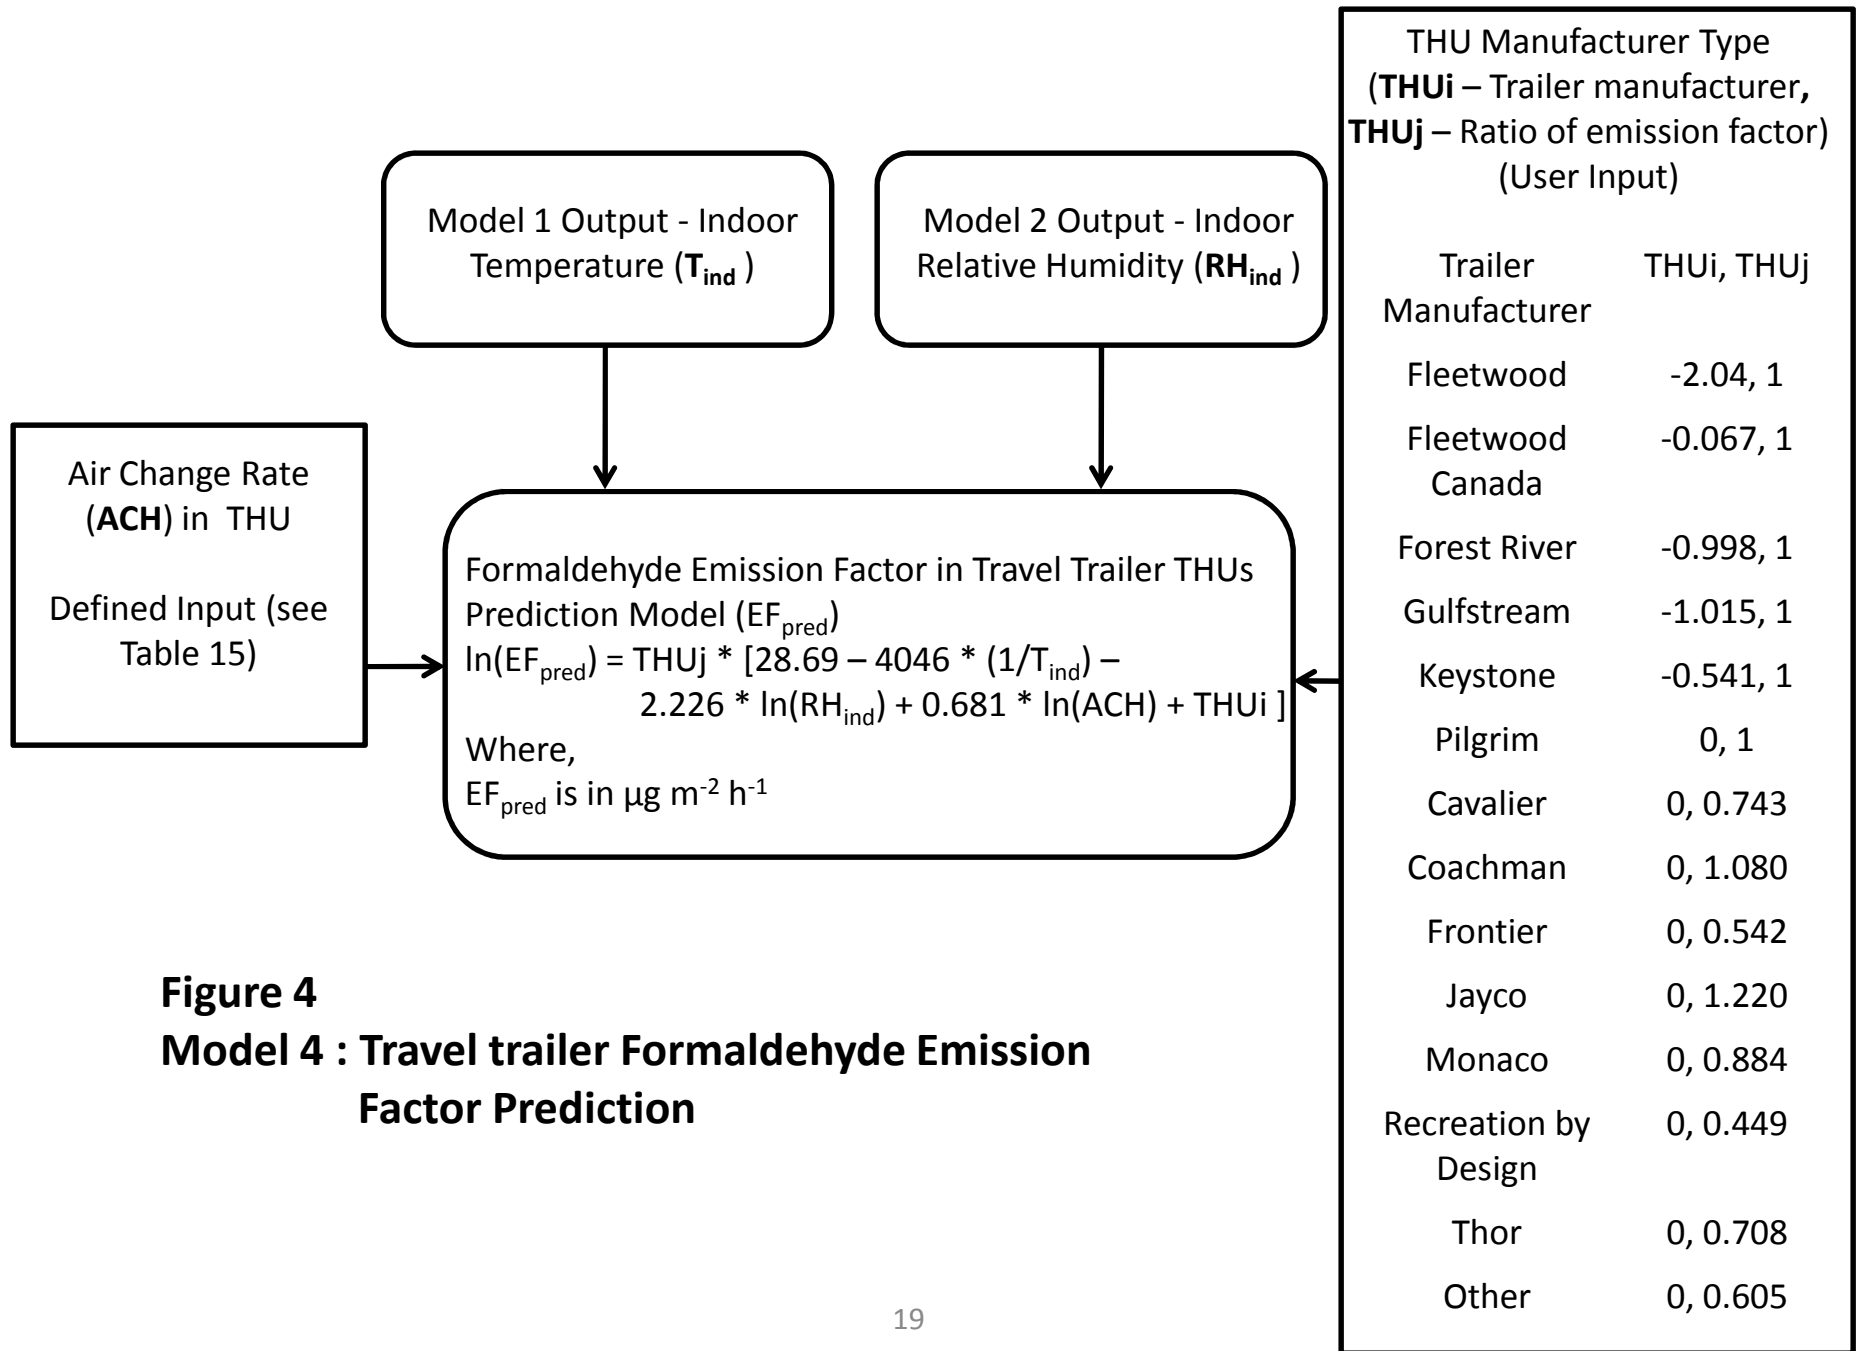 THU Manufacturer Type
(THUi – Trailer manufacturer,
THUj – Ratio of emission factor)
(User Input)
Trailer Manufacturer THUi, THUj
Fleetwood -2.04, 1
Fleetwood Canada -0.067, 1
Forest River -0.998, 1
Gulfstream -1.015, 1
Keystone -0.541, 1
Pilgrim 0, 1
Cavalier 0, 0.743
Coachman 0, 1.080
Frontier 0, 0.542
Jayco 0, 1.220
Monaco 0, 0.884
Recreation by Design 0, 0.449
Thor 0, 0.708
Other 0, 0.605
Model 1 Output - Indoor
Temperature (T_ind )
Model 2 Output - Indoor
Relative Humidity (RH_ind )
Air Change Rate
(ACH) in THU
Defined Input (see
Table 15)
Formaldehyde Emission Factor in Travel Trailer THUs
Prediction Model (EF_pred)
ln(EF_pred) = THUj * [28.69 – 4046 * (1/T_ind) –
2.226 * ln(RH_ind) + 0.681 * ln(ACH) + THUi ]
Where,
EF_pred is in µg m⁻² h⁻¹
Figure 4
Model 4 : Travel trailer Formaldehyde Emission
Factor Prediction
19